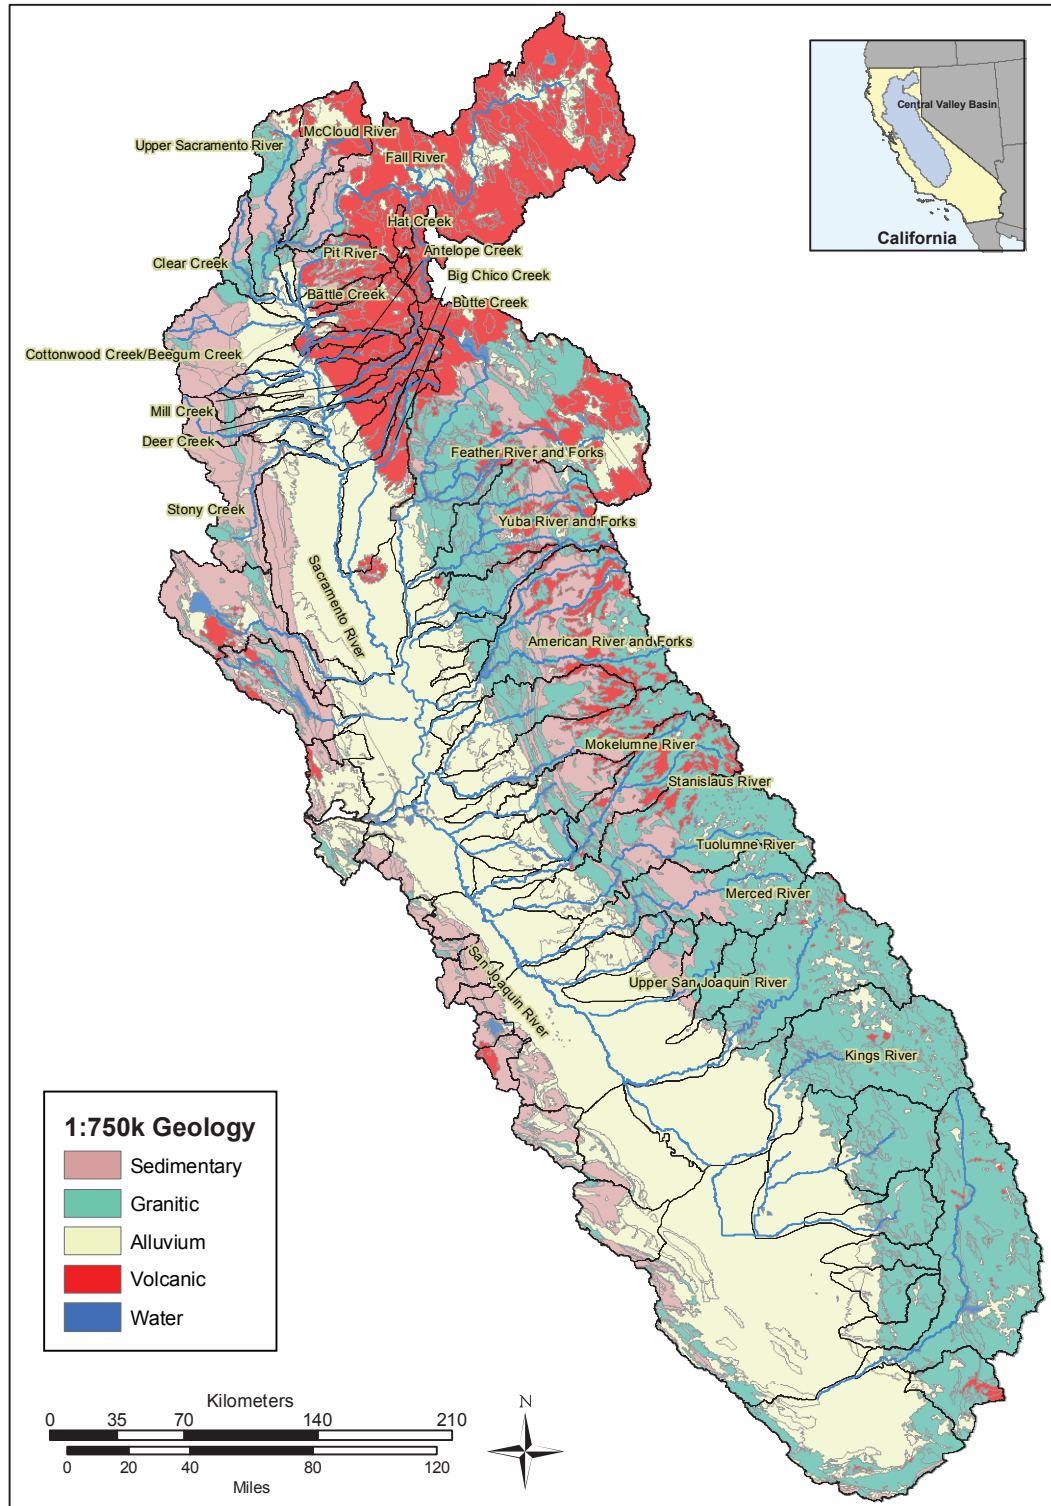 Central Valley Basin
California
McCloud River
Upper Sacramento River
Fall River
Hat Creek
Antelope Creek
Pit River
Clear Creek
Big Chico Creek
Battle Creek
Butte Creek
Cottonwood Creek/Beegum Creek
Mill Creek
Deer Creek
Feather River and Forks
Stony Creek
Yuba River and Forks
Sacramento River
American River and Forks
Mokelumne River
Stanislaus River
Tuolumne River
Merced River
San Joaquin River
Upper San Joaquin River
Kings River
1:750k Geology
Sedimentary
Granitic
Alluvium
Volcanic
Water
Kilometers
0 35 70 140 210
0 20 40 80 120
Miles
N